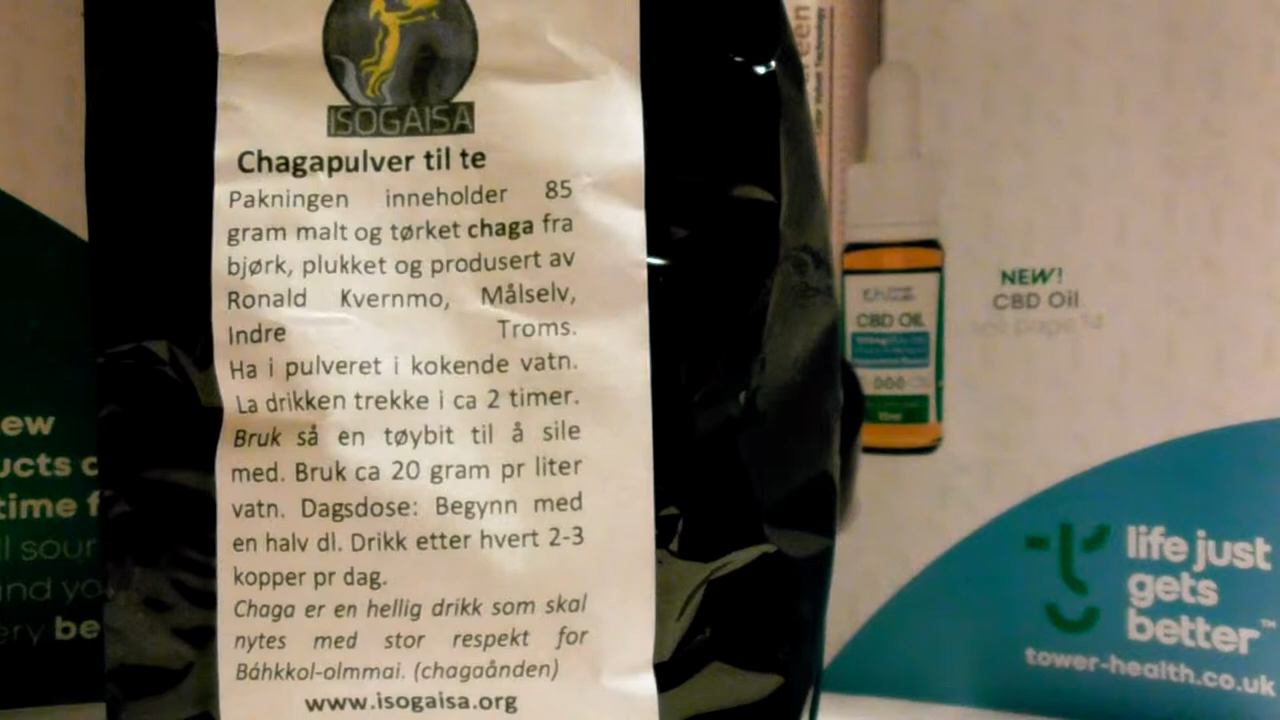 ISOGAISA
Chagapulver til te
Pakningen inneholder 85
gram malt og tørket chaga fra
bjørk, plukket og produsert av
Ronald Kvernmo, Målselv,
Indre Troms.
Ha i pulveret i kokende vatn.
La drikken trekke i ca 2 timer.
Bruk så en tøybit til å sile
med. Bruk ca 20 gram pr liter
vatn. Dagsdose: Begynn med
en halv dl. Drikk etter hvert 2-3
kopper pr dag.
Chaga er en hellig drikk som skal
nytes med stor respekt for
Báhkkol-olmmai. (chagaånden)
www.isogaisa.org
NEW!
CBD Oil
see page
CBD OIL
life just
gets
better™
tower-health.co.uk
ew
ucts
time f
sour
be